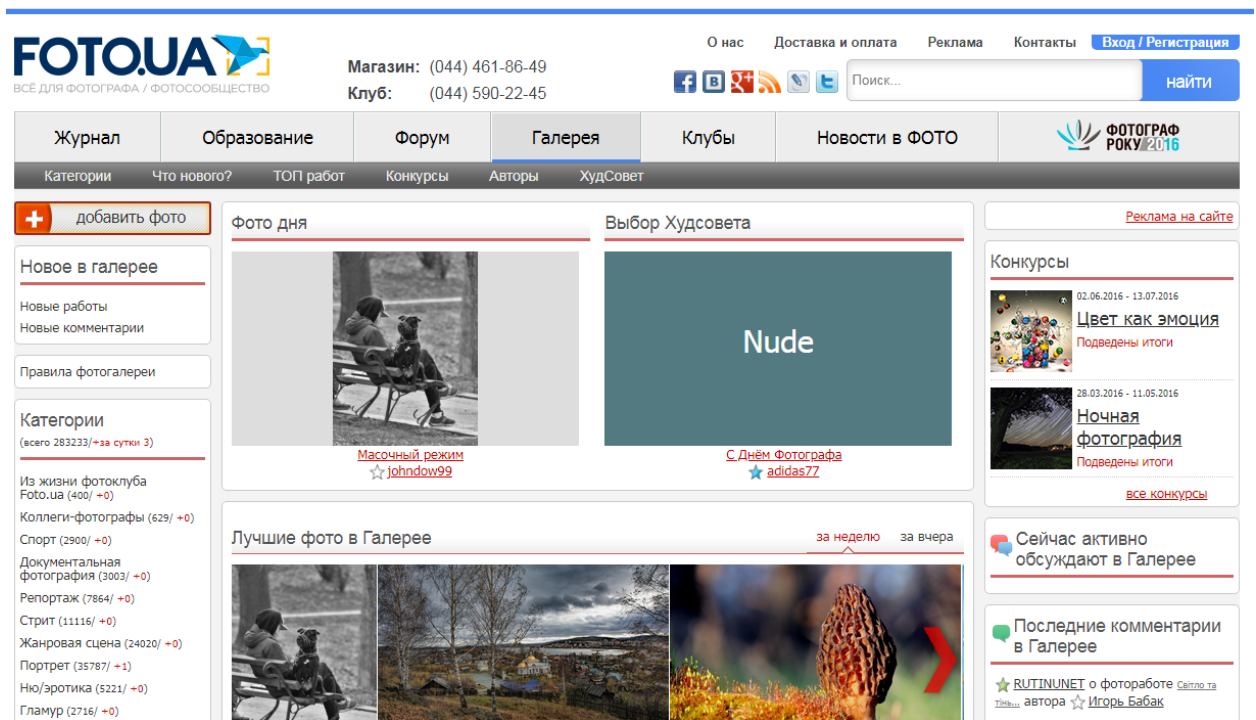 О нас Доставка и оплата Реклама Контакты Вход / Регистрация
FOTO.UA
ВСЁ ДЛЯ ФОТОГРАФА / ФОТОСООБЩЕСТВО
Магазин: (044) 461-86-49
Клуб: (044) 590-22-45
Поиск...
найти
Журнал Образование Форум Галерея Клубы Новости в ФОТО
ФОТОГРАФ
РОКУ 2016
Категории Что нового? ТОП работ Конкурсы Авторы ХудСовет
добавить фото
Новое в галерее
Новые работы
Новые комментарии
Правила фотогалереи
Категории
(всего 283233/+за сутки 3)
Из жизни фотоклуба
Foto.ua (400/ +0)
Коллеги-фотографы (629/ +0)
Спорт (2900/ +0)
Документальная
фотография (3003/ +0)
Репортаж (7864/ +0)
Стрит (11116/ +0)
Жанровая сцена (24020/ +0)
Портрет (35787/ +1)
Ню/эротика (5221/ +0)
Гламур (2716/ +0)
Фото дня
Масочный режим
johndow99
Выбор Худсовета
Nude
С Днём Фотографа
adidas77
Лучшие фото в Галерее
за неделю за вчера
Реклама на сайте
Конкурсы
02.06.2016 - 13.07.2016
Цвет как эмоция
Подведены итоги
28.03.2016 - 11.05.2016
Ночная
фотография
Подведены итоги
все конкурсы
Сейчас активно
обсуждают в Галерее
Последние комментарии
в Галерее
RUTINUNET о фоторабототе Світло та
тінь... автора Игорь Бабак